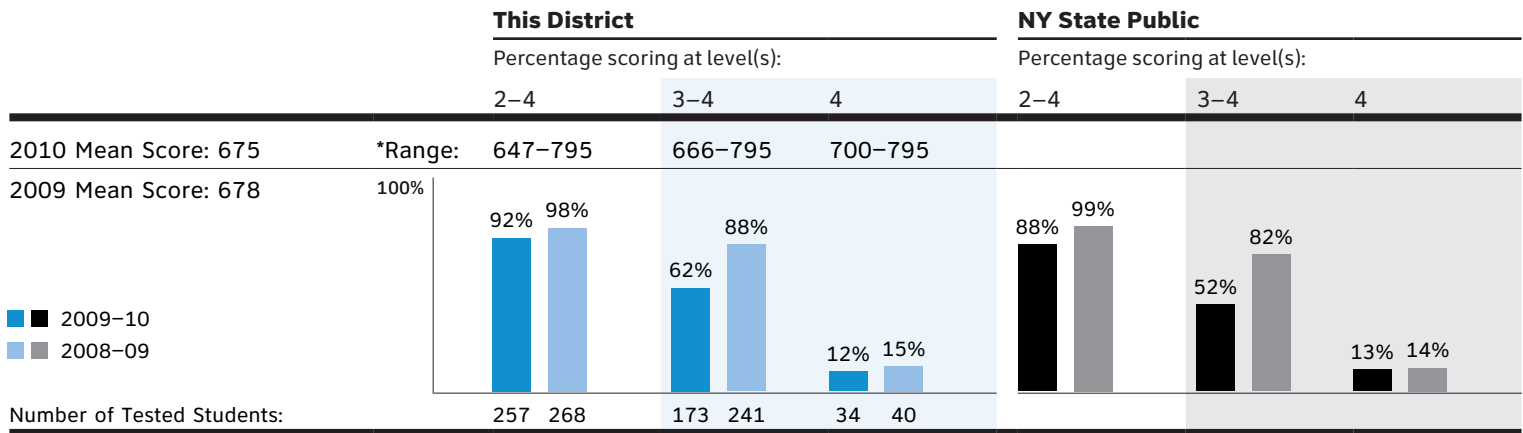 This District NY State Public
Percentage scoring at level(s): Percentage scoring at level(s):
2–4 3–4 4 2–4 3–4 4
2010 Mean Score: 675 *Range: 647–795 666–795 700–795
2009 Mean Score: 678 100%
92% 98% 62% 88% 12% 15% 88% 99% 52% 82% 13% 14%
2009–10
2008–09
Number of Tested Students: 257 268 173 241 34 40